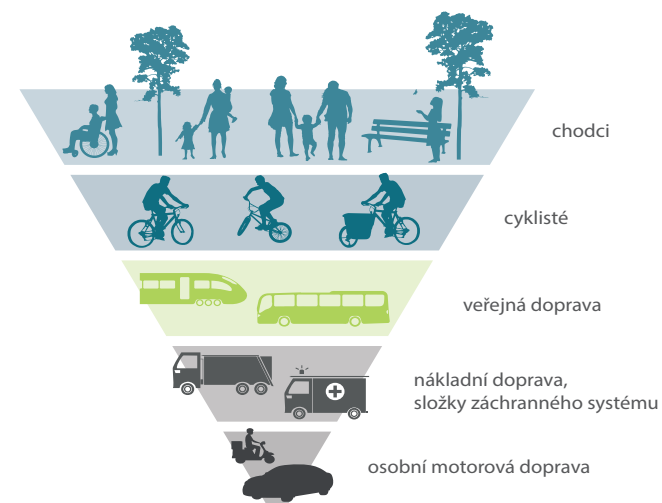 chodci
cyklisté
veřejná doprava
nákladní doprava,
složky záchranného systému
osobní motorová doprava